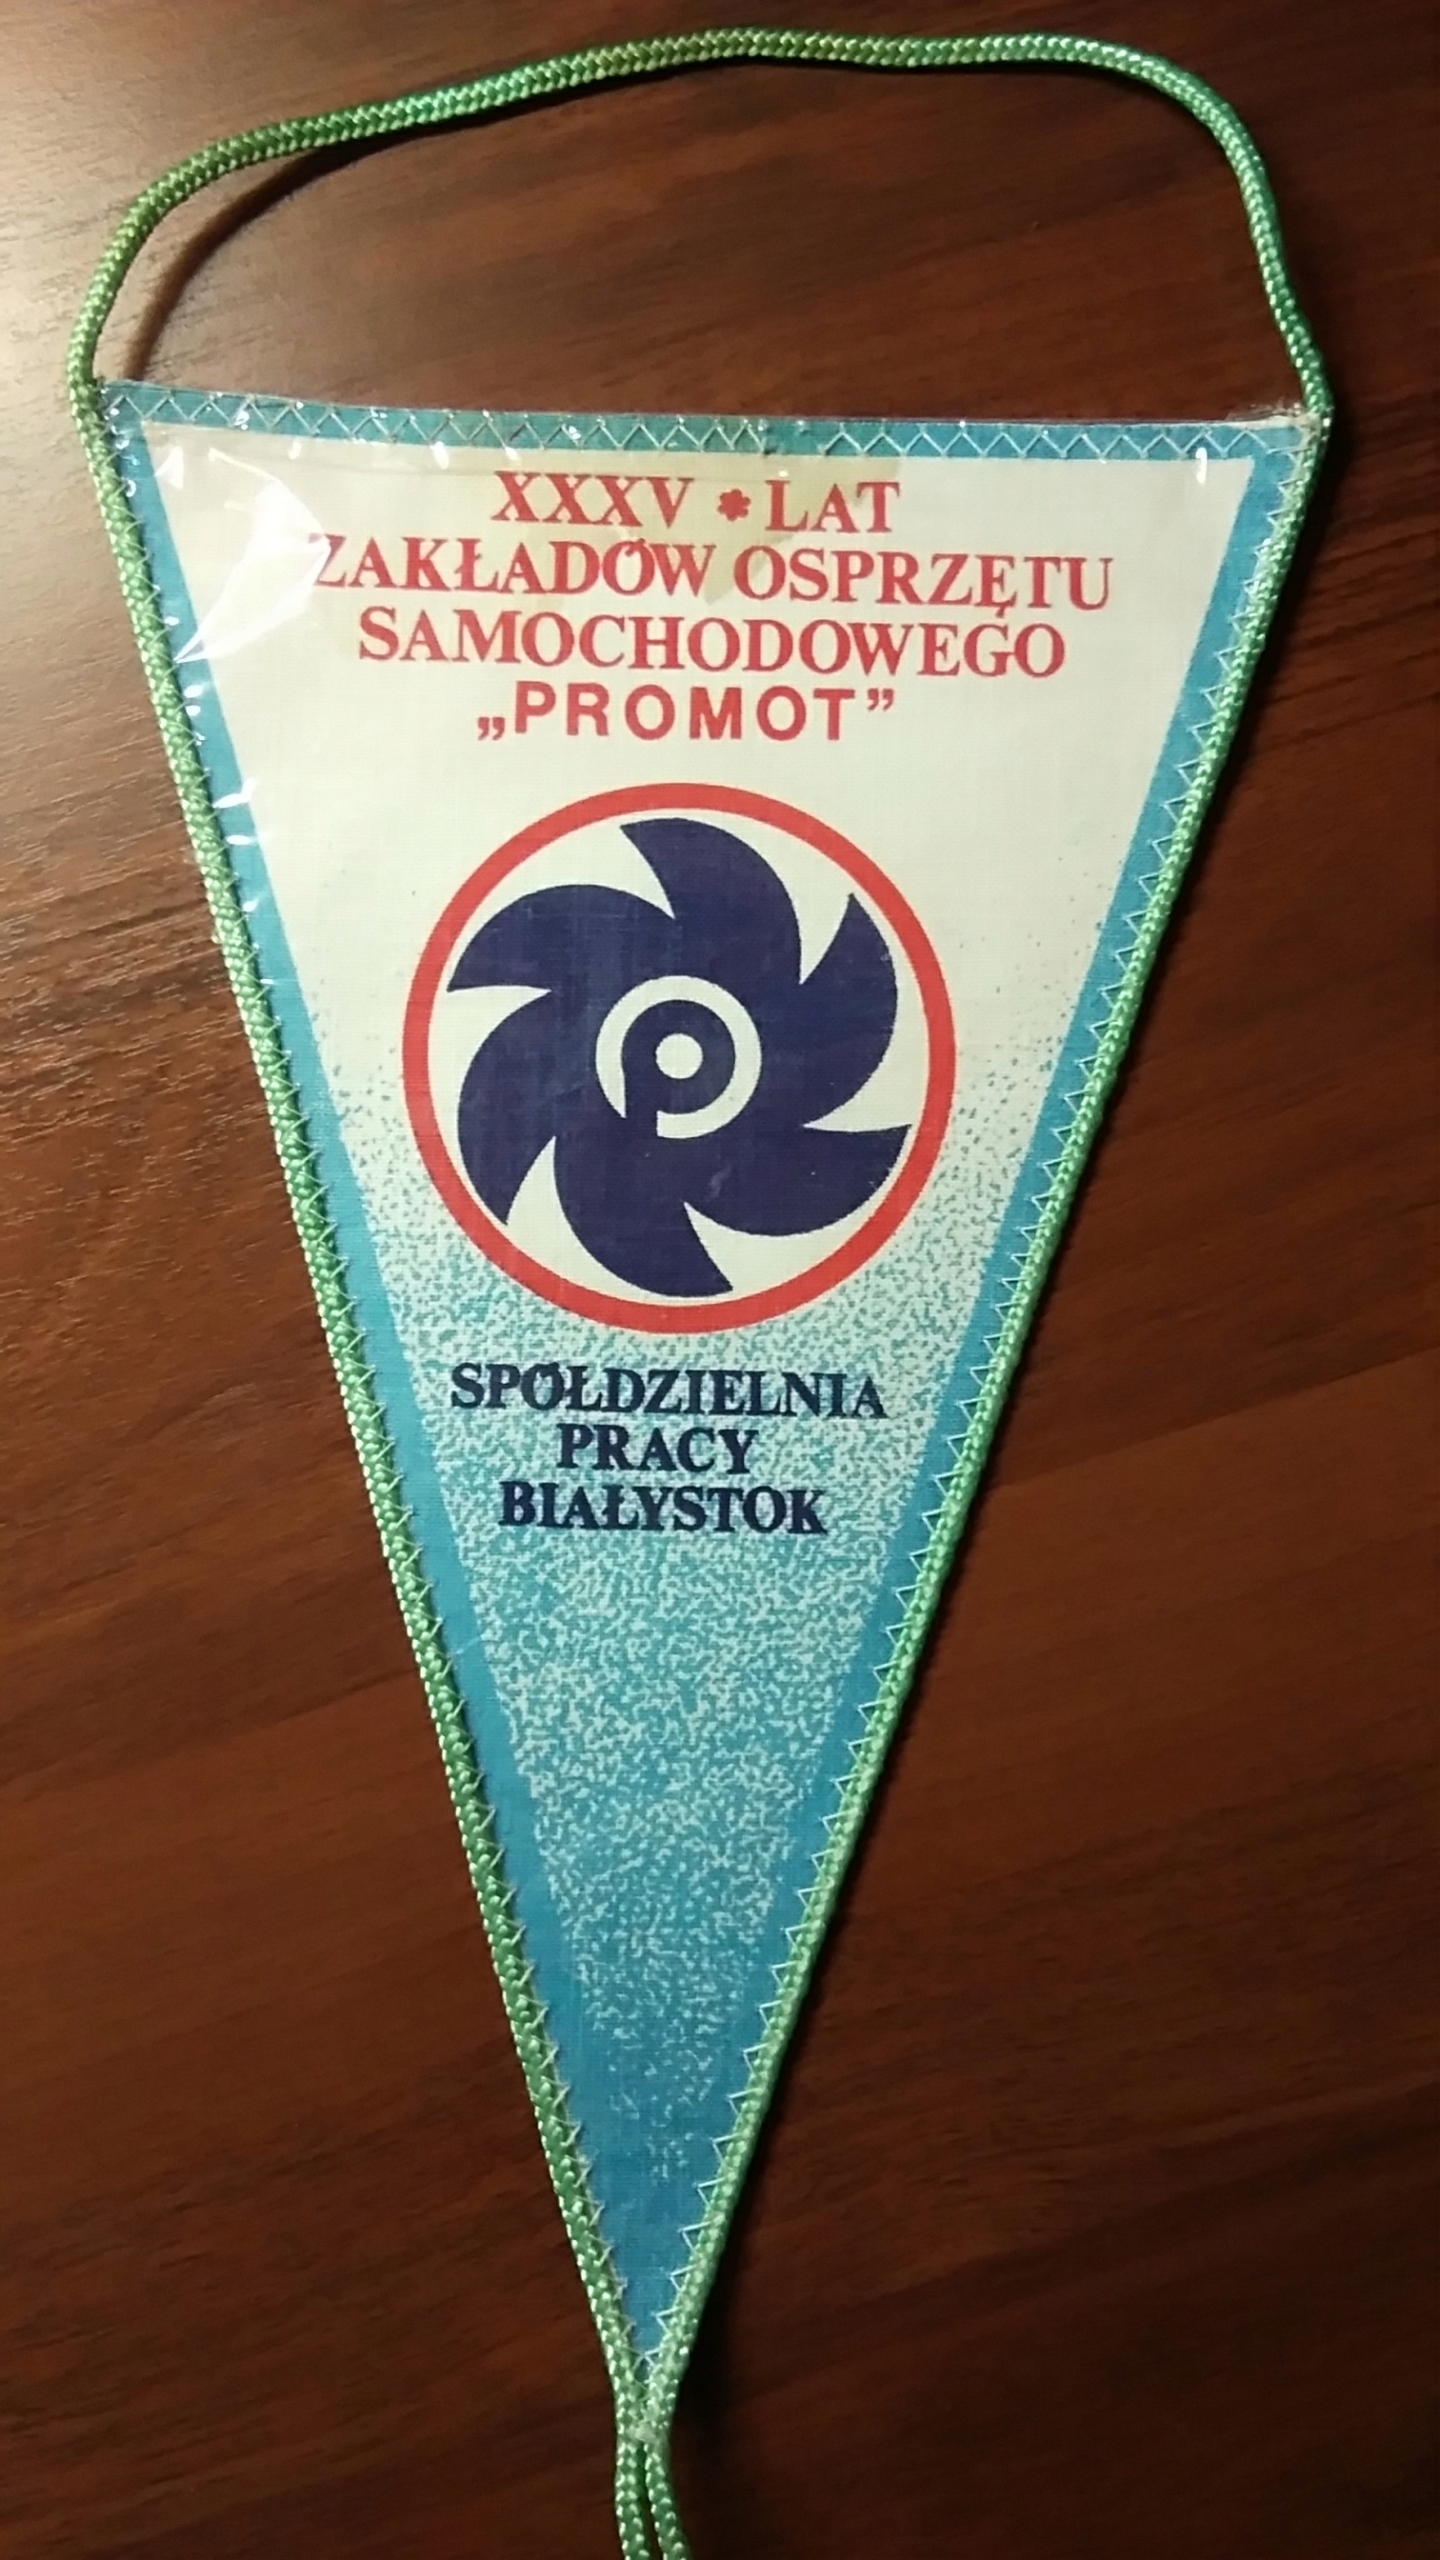 XXXV * LAT
ZAKŁADÓW OSPRZĘTU
SAMOCHODOWEGO
„PROMOT”
p
SPÓŁDZIELNIA
PRACY
BIAŁYSTOK